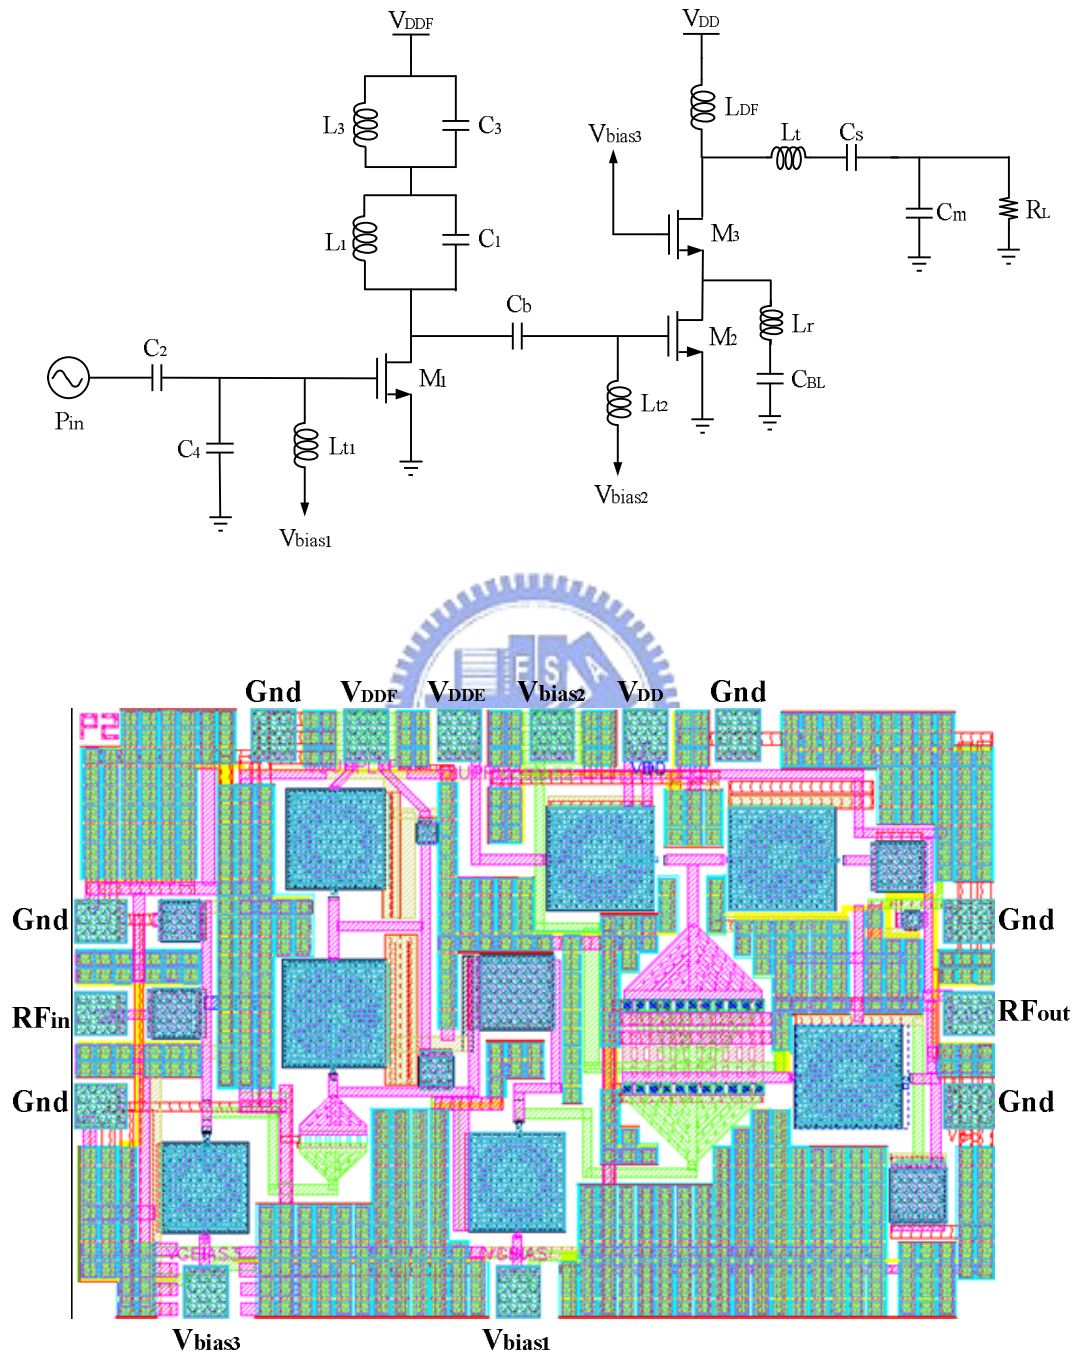 VDDF
VDD
L3
C3
LDF
Vbias3
Lt
Cs
L1
C1
M3
Cm
RL
Cb
M2
Lr
C2
M1
CBL
Pin
C4
Lt1
Lt2
Vbias2
Vbias1
E S A
Gnd VDDF VDDE Vbias2 VDD Gnd
P2
VDD
Gnd
Gnd
RFin
RFout
Gnd
Gnd
Vbias3
Vbias1